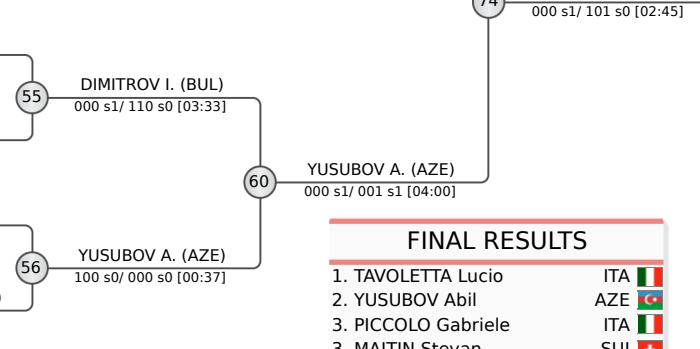 74
000 s1/ 101 s0 [02:45]
55
DIMITROV I. (BUL)
000 s1/ 110 s0 [03:33]
60
YUSUBOV A. (AZE)
000 s1/ 001 s1 [04:00]
56
YUSUBOV A. (AZE)
100 s0/ 000 s0 [00:37]
FINAL RESULTS
1. TAVOLETTA Lucio ITA
2. YUSUBOV Abil AZE
3. PICCOLO Gabriele ITA
3. Stevan SUI